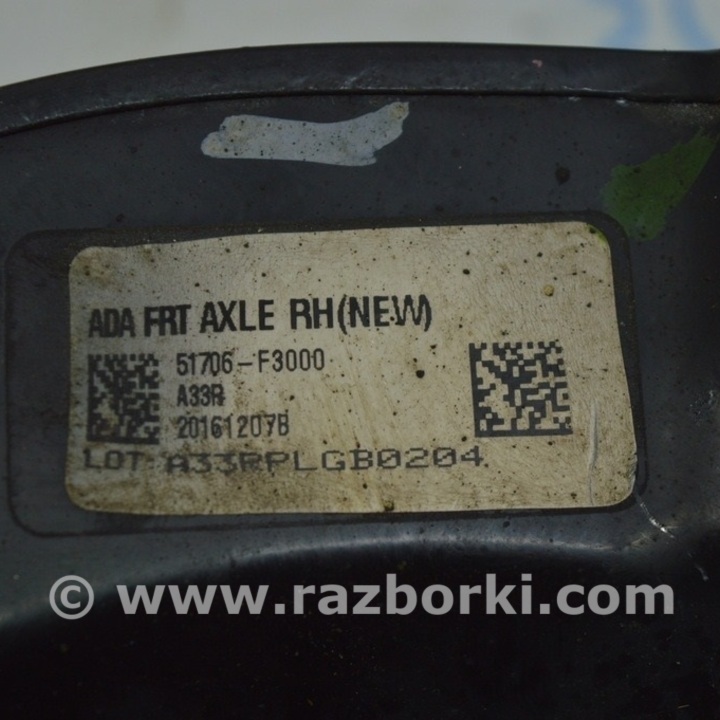 ADA FRT AXLE RH(NEW)
51706-F3000
A33R
20161207B
LOT:A33RPLGB0204
© www.razborki.com